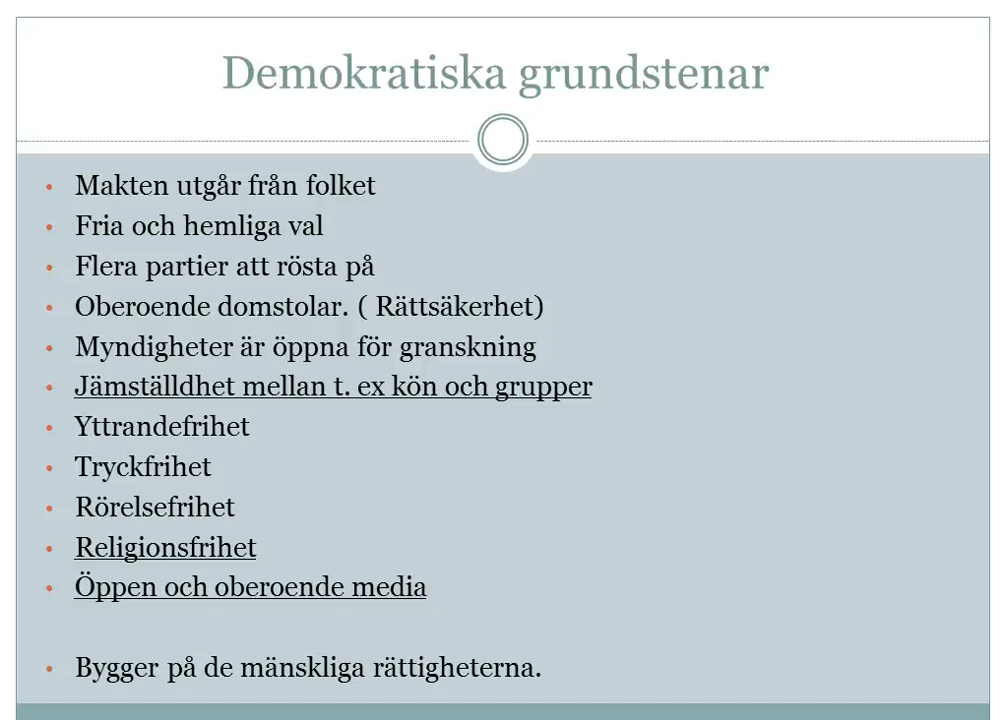 Demokratiska grundstenar
• Makten utgår från folket
• Fria och hemliga val
• Flera partier att rösta på
• Oberoende domstolar. ( Rättsäkerhet)
• Myndigheter är öppna för granskning
• Jämställdhet mellan t. ex kön och grupper
• Yttrandefrihet
• Tryckfrihet
• Rörelsefrihet
• Religionsfrihet
• Öppen och oberoende media
• Bygger på de mänskliga rättigheterna.